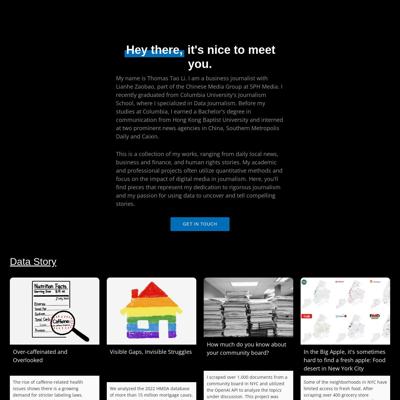 Hey there, it's nice to meet
you.
My name is Thomas Tao Li. I am a business journalist with
Lianhe Zaobao, part of the Chinese Media Group at SPH Media. I
recently graduated from Columbia University's Journalism
School, where I specialized in Data Journalism. Before my
studies at Columbia, I earned a Bachelor's degree in
communication from Hong Kong Baptist University and interned
at two prominent news agencies in China, Southern Metropolis
Daily and Caixin.
This is a collection of my works, ranging from daily local news,
business and finance, and human rights stories. My academic
and professional projects often utilize quantitative methods and
focus on the impact of digital media in journalism. Here, you'll
find pieces that represent my dedication to rigorous journalism
and my passion for using data to uncover and tell compelling
stories.
GET IN TOUCH
Data Story
Nutrition Facts
Caffeine
Over-caffeinated and
Overlooked
Visible Gaps, Invisible Struggles
How much do you know about
your community board?
In the Big Apple, it's sometimes
hard to find a fresh apple: Food
desert in New York City
The rise of caffeine-related health
issues shows there is a growing
demand for stricter labeling laws.
We analyzed the 2022 HMDA database
of more than 15 million mortgage cases.
I scraped over 1,000 documents from a
community board in NYC and utilized
the OpenAI API to analyze the topics
under discussion. This project was
Some of the neighborhoods in NYC have
limited access to fresh food. After
scraping over 400 grocery store